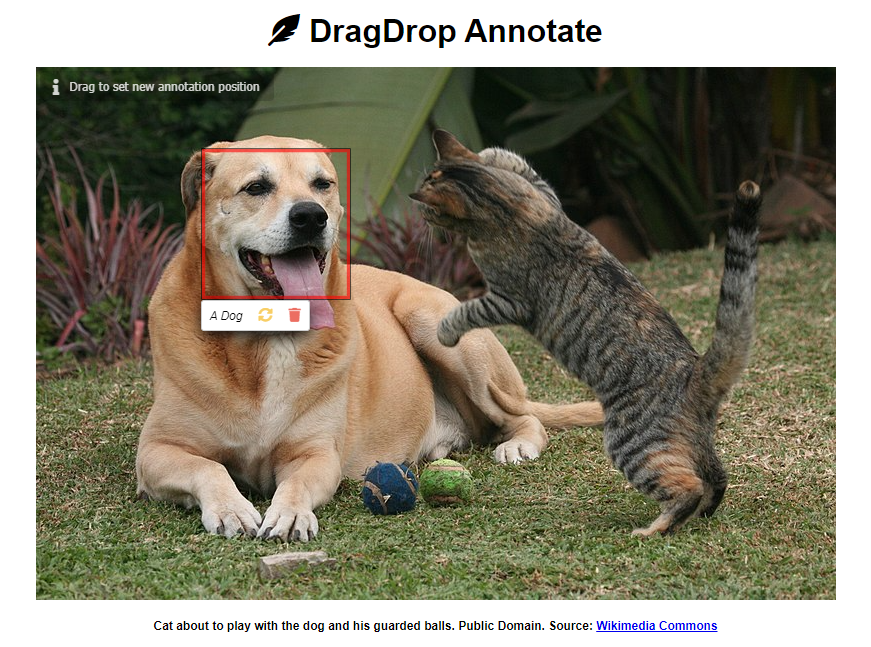 DragDrop Annotate
Drag to set new annotation position
A Dog
Cat about to play with the dog and his guarded balls. Public Domain. Source: Wikimedia Commons